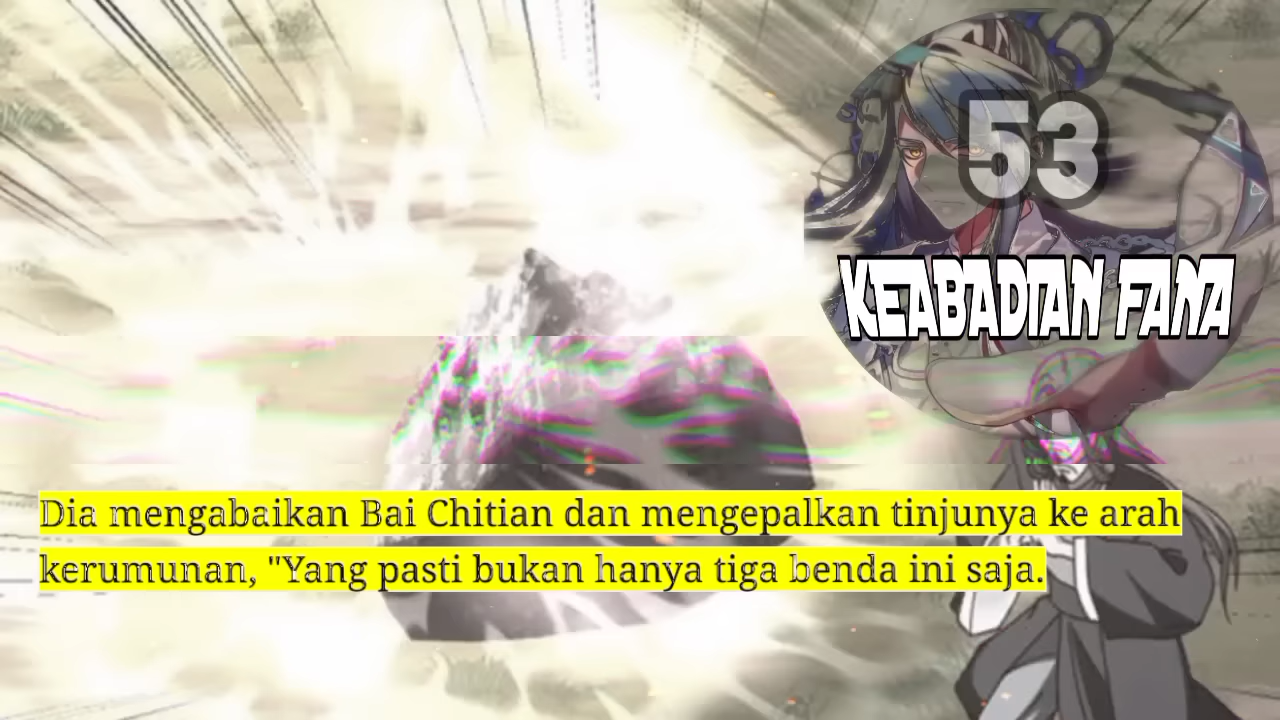 53
KEABADIAN FANA
Dia mengabaikan Bai Chitian dan mengepalkan tinjunya ke arah
kerumunan, "Yang pasti bukan hanya tiga benda ini saja.